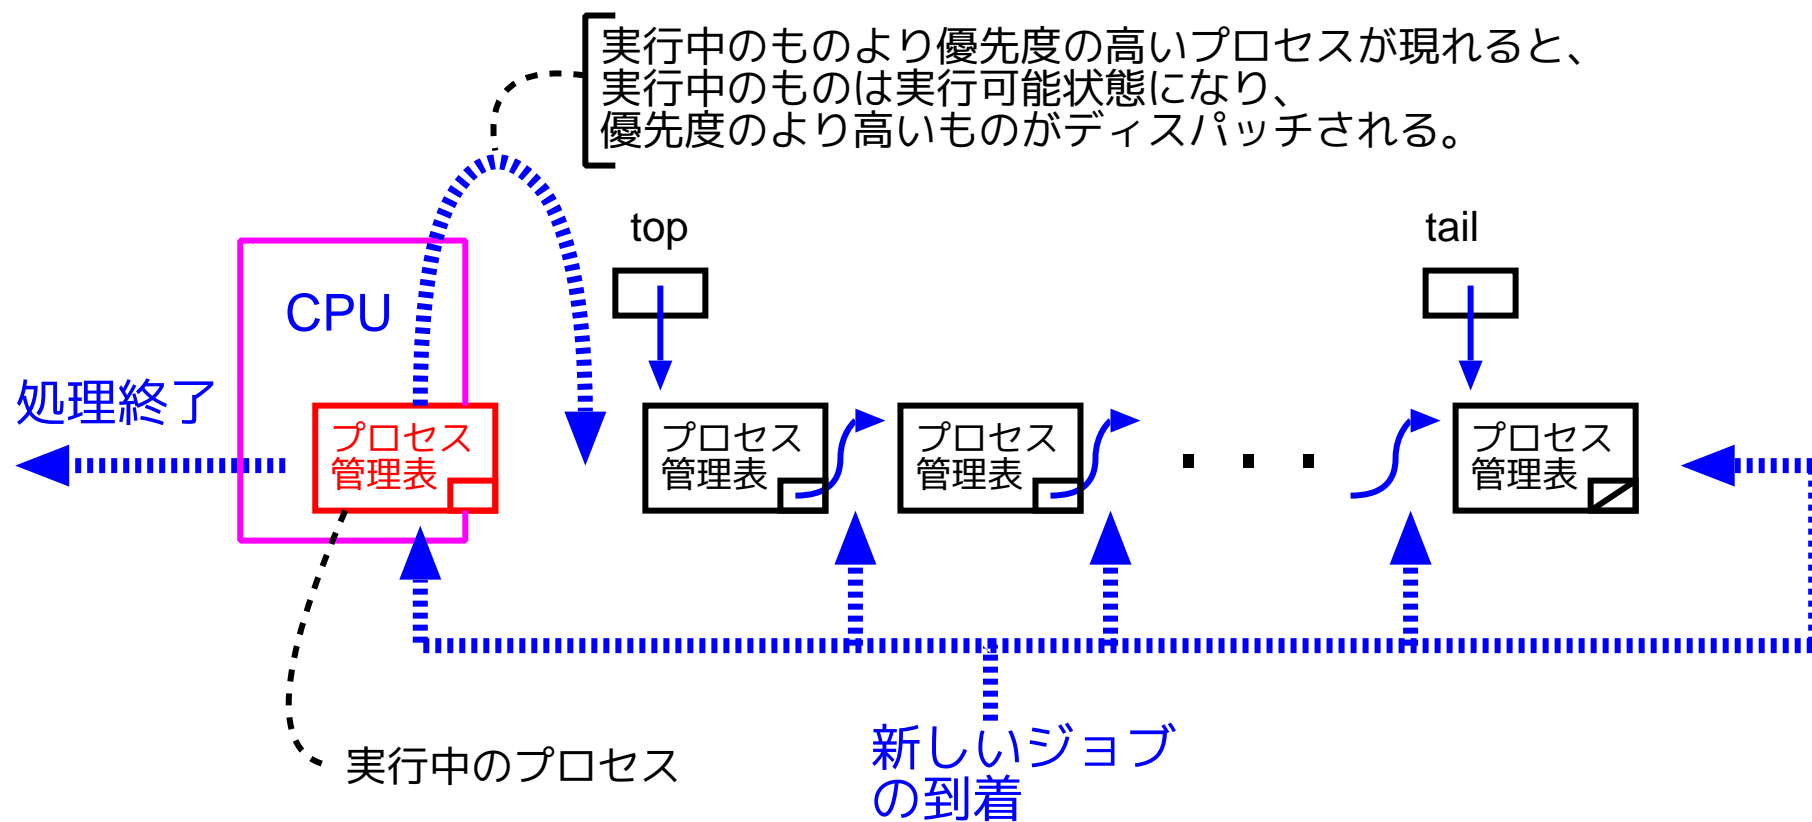 実行中のものより優先度の高いプロセスが現れると、
実行中のものは実行可能状態になり、
優先度のより高いものがディスパッチされる。
top
tail
CPU
処理終了
プロセス
管理表
プロセス
管理表
プロセス
管理表
プロセス
管理表
実行中のプロセス
新しいジョブ
の到着